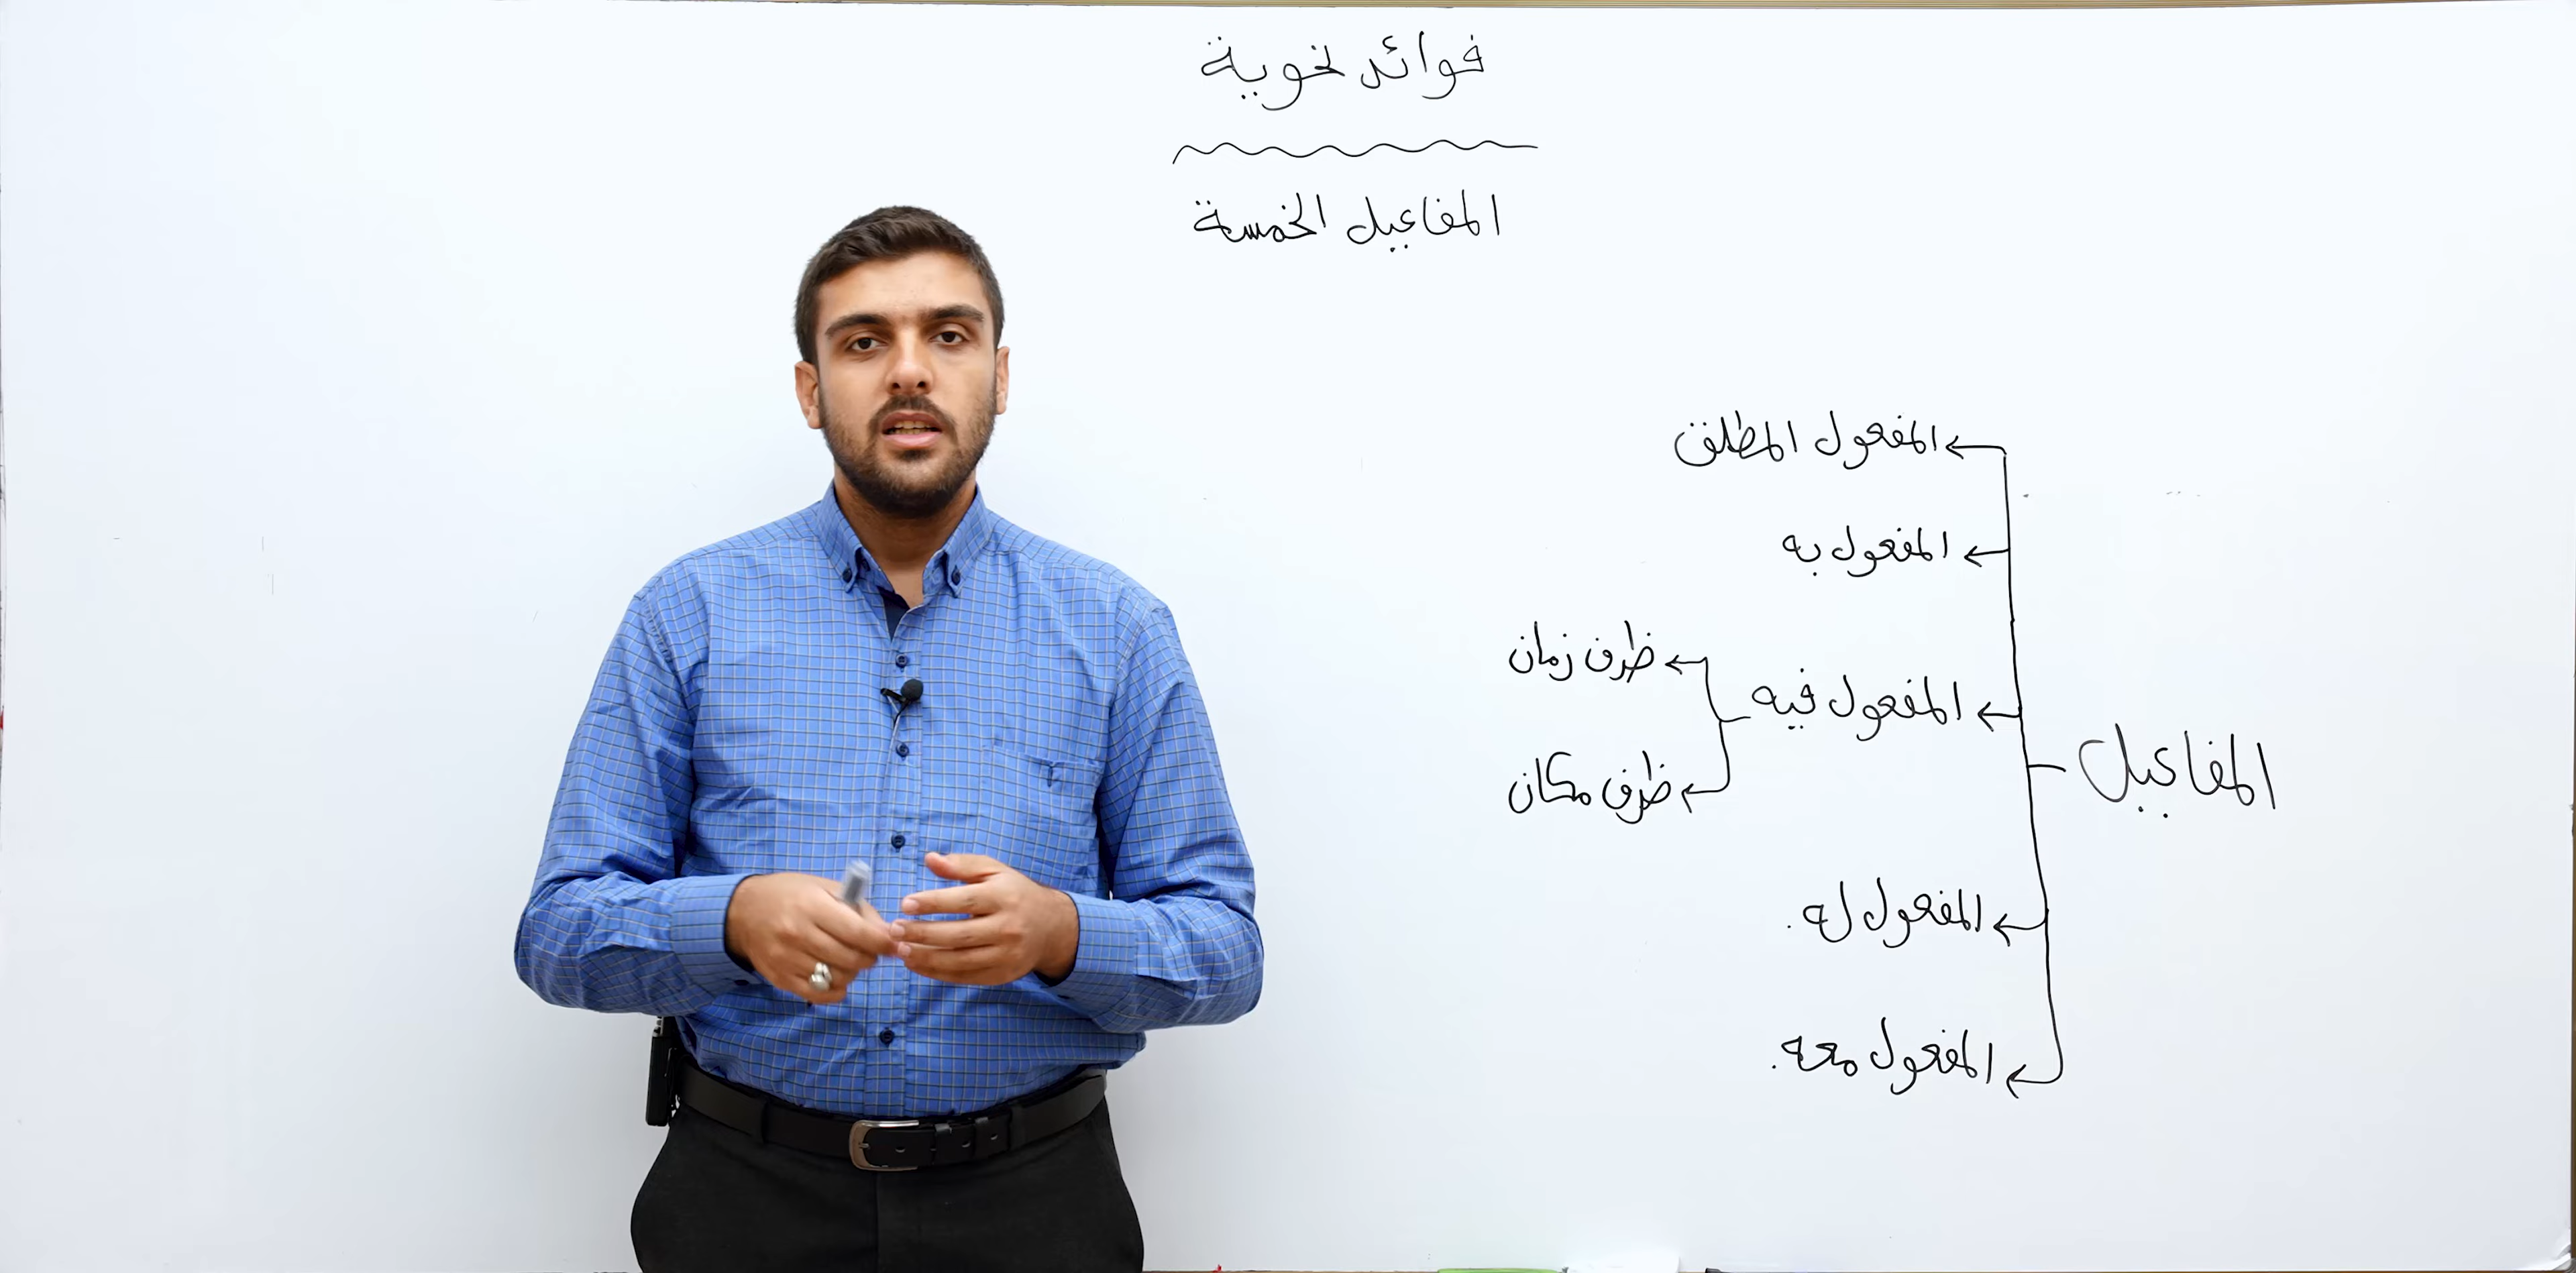 فوائد نحوية
المفاعيل الخمسة
المفاعيل
المفعول المطلق
المفعول به
المفعول فيه
ظرف زمان
ظرف مكان
المفعول له.
المفعول معه.